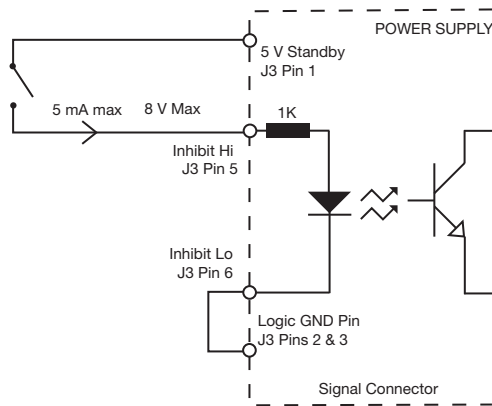 POWER SUPPLY
5 V Standby
J3 Pin 1
5 mA max 8 V Max
1K
Inhibit Hi
J3 Pin 5
Inhibit Lo
J3 Pin 6
Logic GND Pin
J3 Pins 2 & 3
Signal Connector